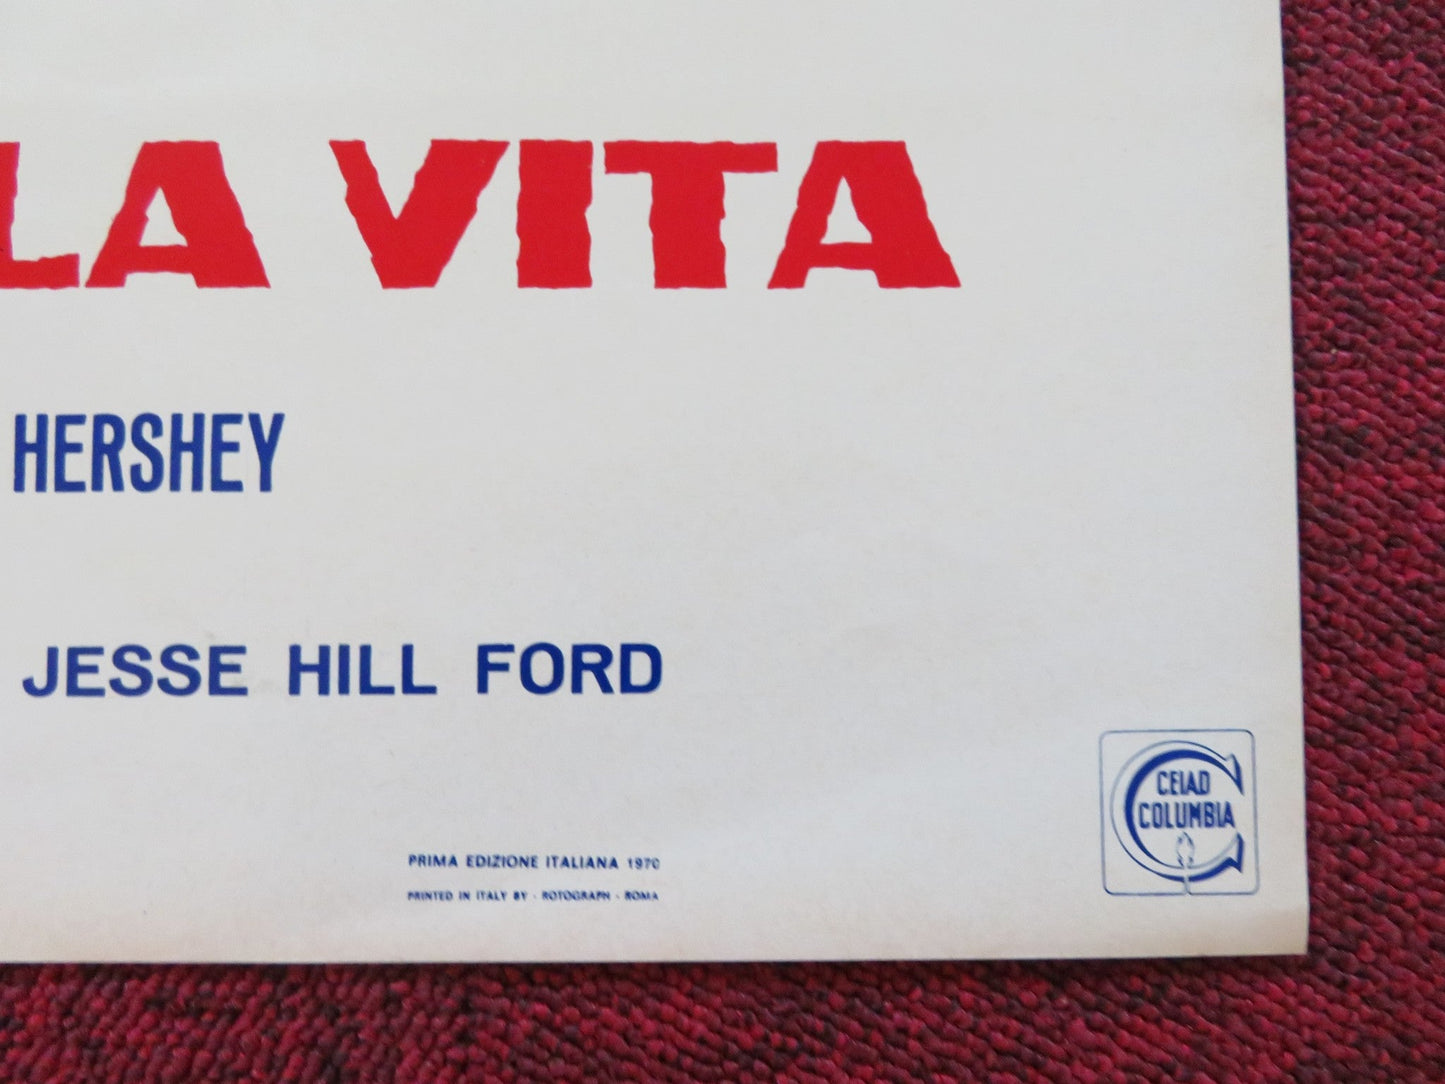 LA VITA
HERSHEY
JESSE HILL FORD
CEIAD
COLUMBIA
PRIMA EDIZIONE ITALIANA 1970
PRINTED IN ITALY BY - ROTOGRAPH - ROMA